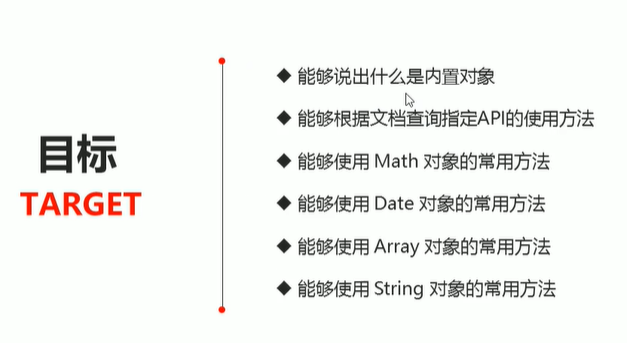 目标
TARGET
◆ 能够说出什么是内置对象
◆ 能够根据文档查询指定API的使用方法
◆ 能够使用 Math 对象的常用方法
◆ 能够使用 Date 对象的常用方法
◆ 能够使用 Array 对象的常用方法
◆ 能够使用 String 对象的常用方法